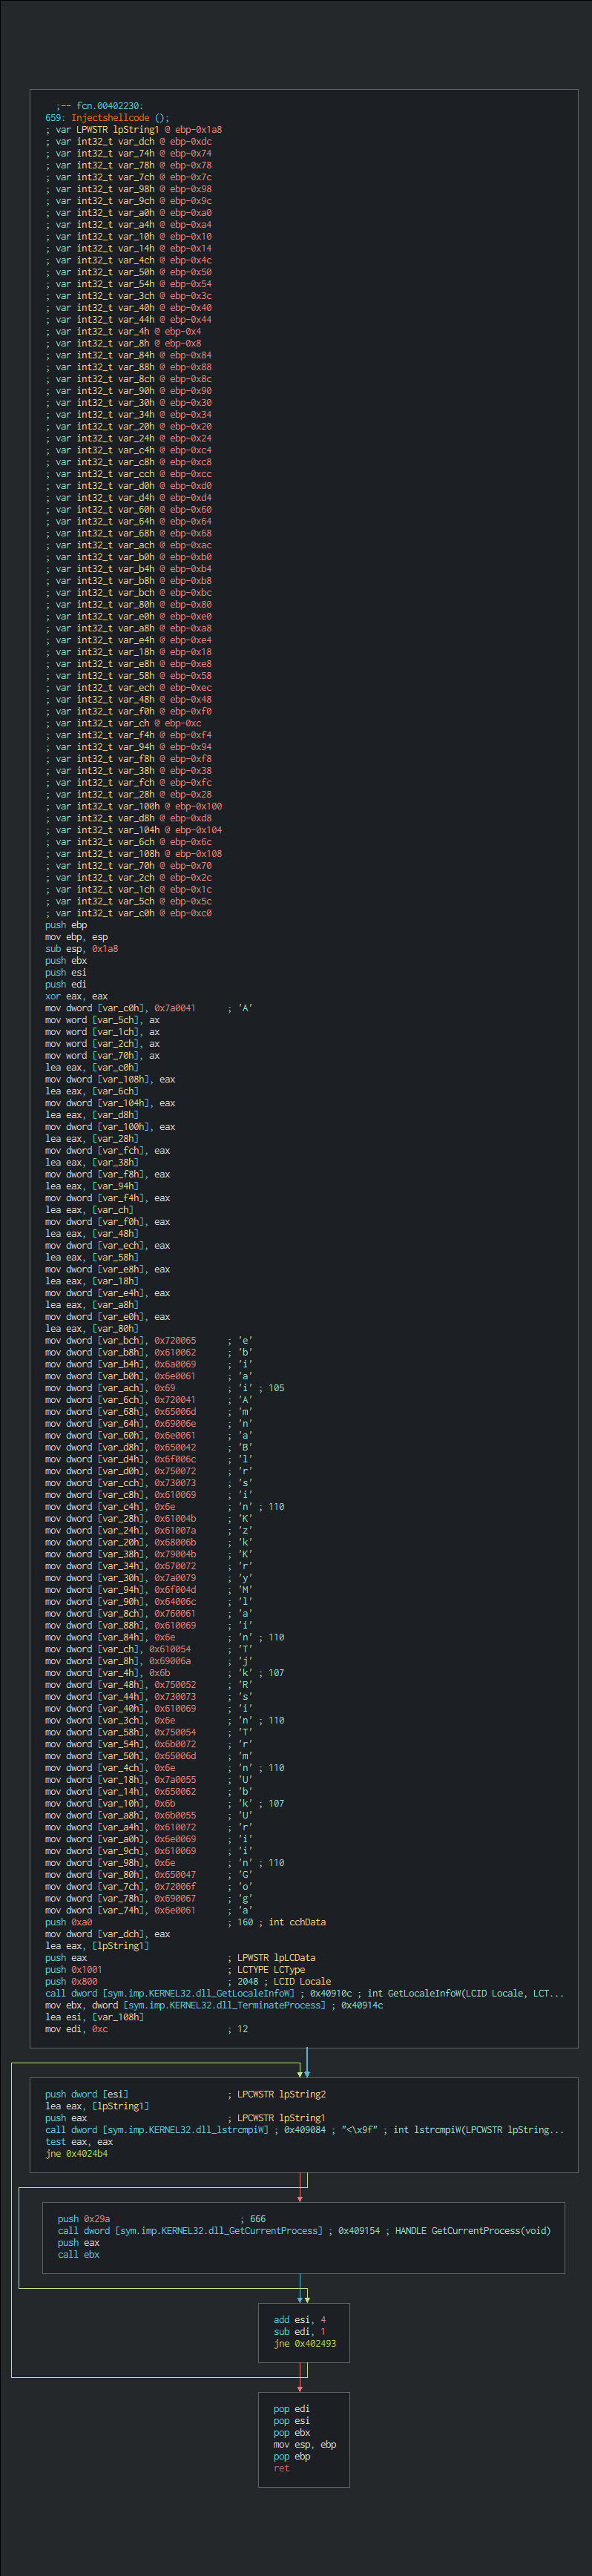 ;-- fcn.00402230:
659: Injectshellcode ();
; var LPWSTR lpString1 @ ebp-0x1a8
; var int32_t var_dch @ ebp-0xdc
; var int32_t var_74h @ ebp-0x74
; var int32_t var_78h @ ebp-0x78
; var int32_t var_7ch @ ebp-0x7c
; var int32_t var_98h @ ebp-0x98
; var int32_t var_9ch @ ebp-0x9c
; var int32_t var_a0h @ ebp-0xa0
; var int32_t var_a4h @ ebp-0xa4
; var int32_t var_10h @ ebp-0x10
; var int32_t var_14h @ ebp-0x14
; var int32_t var_4ch @ ebp-0x4c
; var int32_t var_50h @ ebp-0x50
; var int32_t var_54h @ ebp-0x54
; var int32_t var_3ch @ ebp-0x3c
; var int32_t var_40h @ ebp-0x40
; var int32_t var_44h @ ebp-0x44
; var int32_t var_4h @ ebp-0x4
; var int32_t var_8h @ ebp-0x8
; var int32_t var_84h @ ebp-0x84
; var int32_t var_88h @ ebp-0x88
; var int32_t var_8ch @ ebp-0x8c
; var int32_t var_90h @ ebp-0x90
; var int32_t var_30h @ ebp-0x30
; var int32_t var_34h @ ebp-0x34
; var int32_t var_20h @ ebp-0x20
; var int32_t var_24h @ ebp-0x24
; var int32_t var_c4h @ ebp-0xc4
; var int32_t var_c8h @ ebp-0xc8
; var int32_t var_cch @ ebp-0xcc
; var int32_t var_d0h @ ebp-0xd0
; var int32_t var_d4h @ ebp-0xd4
; var int32_t var_60h @ ebp-0x60
; var int32_t var_64h @ ebp-0x64
; var int32_t var_68h @ ebp-0x68
; var int32_t var_ach @ ebp-0xac
; var int32_t var_b0h @ ebp-0xb0
; var int32_t var_b4h @ ebp-0xb4
; var int32_t var_b8h @ ebp-0xb8
; var int32_t var_bch @ ebp-0xbc
; var int32_t var_80h @ ebp-0x80
; var int32_t var_e0h @ ebp-0xe0
; var int32_t var_a8h @ ebp-0xa8
; var int32_t var_e4h @ ebp-0xe4
; var int32_t var_18h @ ebp-0x18
; var int32_t var_e8h @ ebp-0xe8
; var int32_t var_58h @ ebp-0x58
; var int32_t var_ech @ ebp-0xec
; var int32_t var_48h @ ebp-0x48
; var int32_t var_f0h @ ebp-0xf0
; var int32_t var_ch @ ebp-0xc
; var int32_t var_f4h @ ebp-0xf4
; var int32_t var_94h @ ebp-0x94
; var int32_t var_f8h @ ebp-0xf8
; var int32_t var_38h @ ebp-0x38
; var int32_t var_fch @ ebp-0xfc
; var int32_t var_28h @ ebp-0x28
; var int32_t var_100h @ ebp-0x100
; var int32_t var_d8h @ ebp-0xd8
; var int32_t var_104h @ ebp-0x104
; var int32_t var_6ch @ ebp-0x6c
; var int32_t var_108h @ ebp-0x108
; var int32_t var_70h @ ebp-0x70
; var int32_t var_2ch @ ebp-0x2c
; var int32_t var_1ch @ ebp-0x1c
; var int32_t var_5ch @ ebp-0x5c
; var int32_t var_c0h @ ebp-0xc0
push ebp
mov ebp, esp
sub esp, 0x1a8
push ebx
push esi
push edi
xor eax, eax
mov dword [var_c0h], 0x7a0041 ; 'A'
mov word [var_5ch], ax
mov word [var_1ch], ax
mov word [var_2ch], ax
mov word [var_70h], ax
lea eax, [var_c0h]
mov dword [var_108h], eax
lea eax, [var_6ch]
mov dword [var_104h], eax
lea eax, [var_d8h]
mov dword [var_100h], eax
lea eax, [var_28h]
mov dword [var_fch], eax
lea eax, [var_38h]
mov dword [var_f8h], eax
lea eax, [var_94h]
mov dword [var_f4h], eax
lea eax, [var_ch]
mov dword [var_f0h], eax
lea eax, [var_48h]
mov dword [var_ech], eax
lea eax, [var_58h]
mov dword [var_e8h], eax
lea eax, [var_18h]
mov dword [var_e4h], eax
lea eax, [var_a8h]
mov dword [var_e0h], eax
lea eax, [var_80h]
mov dword [var_bch], 0x720065 ; 'e'
mov dword [var_b8h], 0x610062 ; 'b'
mov dword [var_b4h], 0x6a0069 ; 'i'
mov dword [var_b0h], 0x6e0061 ; 'a'
mov dword [var_ach], 0x69 ; 'i' ; 105
mov dword [var_6ch], 0x720041 ; 'A'
mov dword [var_68h], 0x65006d ; 'm'
mov dword [var_64h], 0x69006e ; 'n'
mov dword [var_60h], 0x6e0061 ; 'a'
mov dword [var_d8h], 0x650042 ; 'B'
mov dword [var_d4h], 0x6f006c ; 'l'
mov dword [var_d0h], 0x750072 ; 'r'
mov dword [var_cch], 0x730073 ; 's'
mov dword [var_c8h], 0x610069 ; 'i'
mov dword [var_c4h], 0x6e ; 'n' ; 110
mov dword [var_28h], 0x61004b ; 'K'
mov dword [var_24h], 0x61007a ; 'z'
mov dword [var_20h], 0x68006b ; 'k'
mov dword [var_38h], 0x79004b ; 'K'
mov dword [var_34h], 0x670072 ; 'r'
mov dword [var_30h], 0x7a0079 ; 'y'
mov dword [var_94h], 0x6f004d ; 'M'
mov dword [var_90h], 0x64006c ; 'l'
mov dword [var_8ch], 0x760061 ; 'a'
mov dword [var_88h], 0x610069 ; 'i'
mov dword [var_84h], 0x6e ; 'n' ; 110
mov dword [var_ch], 0x610054 ; 'T'
mov dword [var_8h], 0x69006a ; 'j'
mov dword [var_4h], 0x6b ; 'k' ; 107
mov dword [var_48h], 0x750052 ; 'R'
mov dword [var_44h], 0x730073 ; 's'
mov dword [var_40h], 0x610069 ; 'i'
mov dword [var_3ch], 0x6e ; 'n' ; 110
mov dword [var_58h], 0x750054 ; 'T'
mov dword [var_54h], 0x6b0072 ; 'r'
mov dword [var_50h], 0x65006d ; 'm'
mov dword [var_4ch], 0x6e ; 'n' ; 110
mov dword [var_18h], 0x7a0055 ; 'U'
mov dword [var_14h], 0x650062 ; 'b'
mov dword [var_10h], 0x6b ; 'k' ; 107
mov dword [var_a8h], 0x6b0055 ; 'U'
mov dword [var_a4h], 0x610072 ; 'r'
mov dword [var_a0h], 0x6e0069 ; 'i'
mov dword [var_9ch], 0x610069 ; 'i'
mov dword [var_98h], 0x6e ; 'n' ; 110
mov dword [var_80h], 0x650047 ; 'G'
mov dword [var_7ch], 0x72006f ; 'o'
mov dword [var_78h], 0x690067 ; 'g'
mov dword [var_74h], 0x6e0061 ; 'a'
push 0xa0 ; 160 ; int cchData
mov dword [var_dch], eax
lea eax, [lpString1]
push eax ; LPWSTR lpLCData
push 0x1001 ; LCTYPE LCType
push 0x800 ; 2048 ; LCID Locale
call dword [sym.imp.KERNEL32.dll_GetLocaleInfoW] ; 0x40910c ; int GetLocaleInfoW(LCID Locale, LCT...
mov ebx, dword [sym.imp.KERNEL32.dll_TerminateProcess] ; 0x40914c
lea esi, [var_108h]
mov edi, 0xc ; 12
push dword [esi] ; LPCWSTR lpString2
lea eax, [lpString1]
push eax ; LPCWSTR lpString1
call dword [sym.imp.KERNEL32.dll_lstrcmpiW] ; 0x409084 ; "<\x9f" ; int lstrcmpiW(LPCWSTR lpString...
test eax, eax
jne 0x4024b4
push 0x29a ; 666
call dword [sym.imp.KERNEL32.dll_GetCurrentProcess] ; 0x409154 ; HANDLE GetCurrentProcess(void)
push eax
call ebx
add esi, 4
sub edi, 1
jne 0x402493
pop edi
pop esi
pop ebx
mov esp, ebp
pop ebp
ret